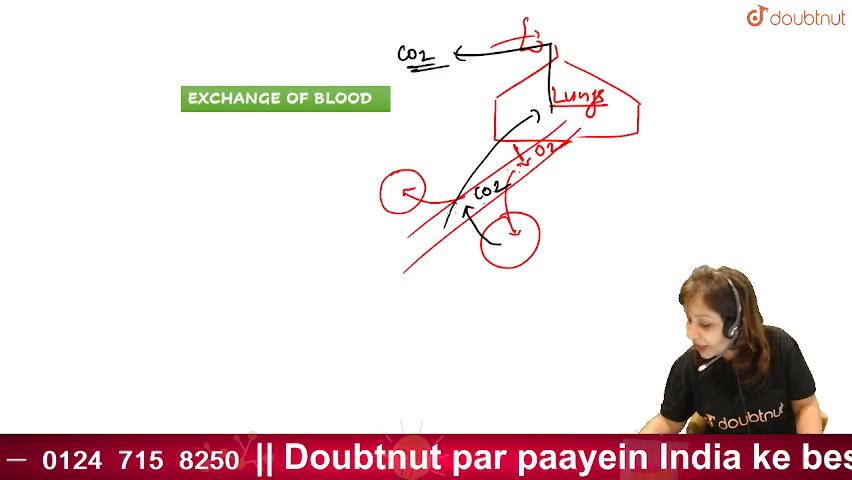 doubtnut
CO2
EXCHANGE OF BLOOD
Lungs
O2
CO2
doubtnut
— 0124 715 8250 || Doubtnut par paayein India ke bes